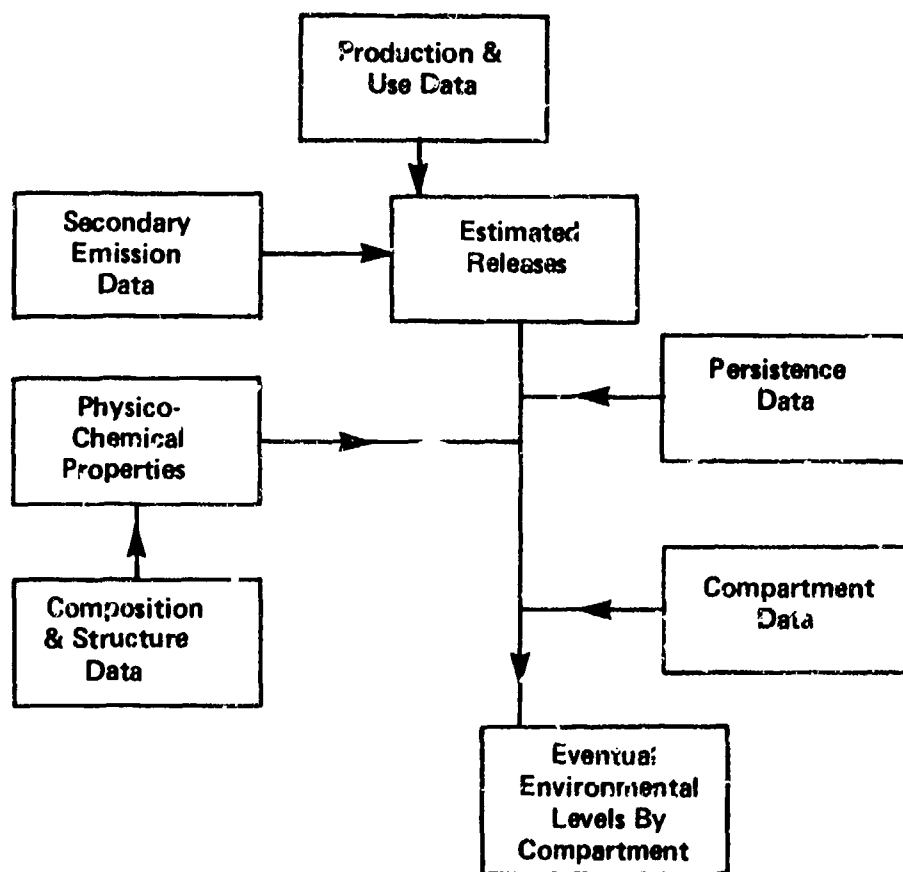 Production &
Use Data
Secondary
Emission
Data
Estimated
Releases
Persistence
Data
Physico-
Chemical
Properties
Composition
& Structure
Data
Compartment
Data
Eventual
Environmental
Levels By
Compartment